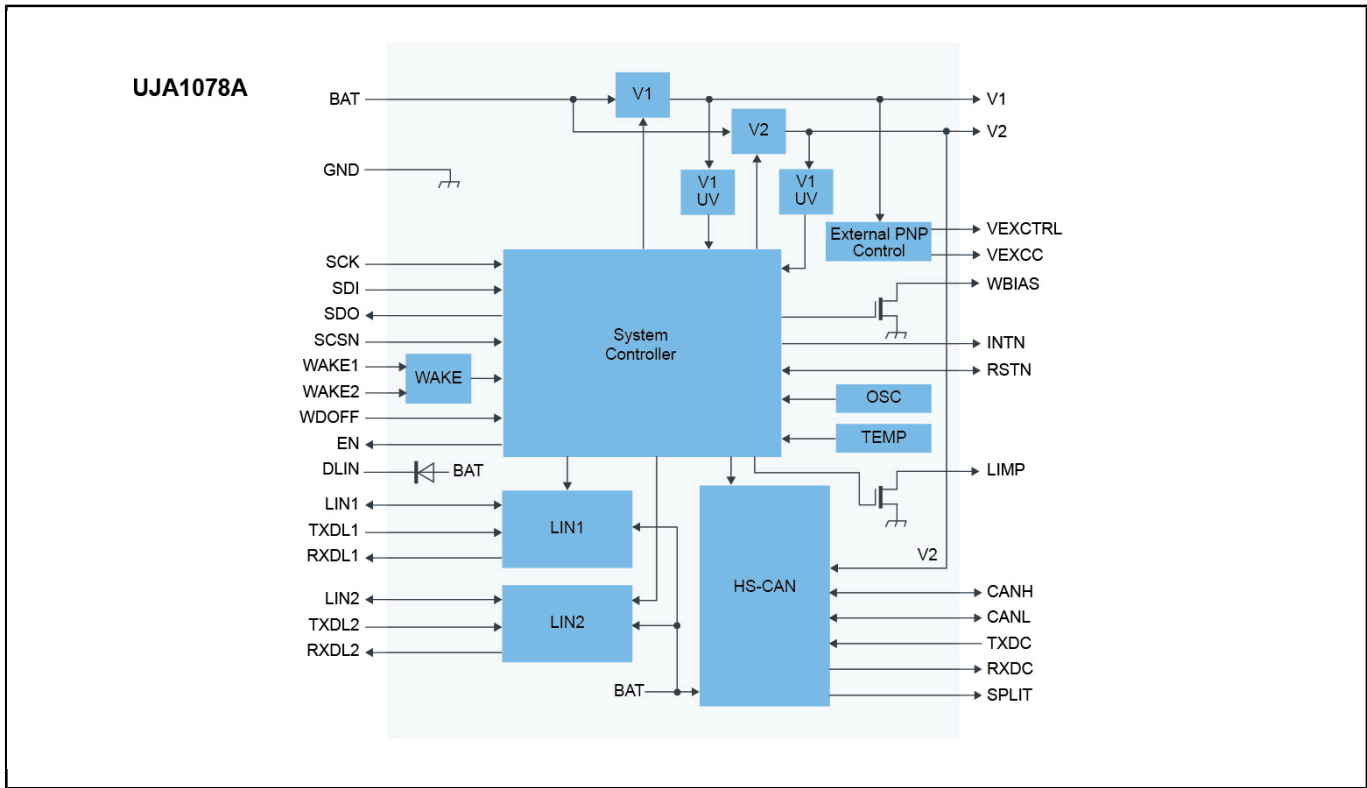 UJA1078A
BAT
V1
V1
V2
V2
GND
V1
UV
V1
UV
External PNP
Control
VEXCTRL
VEXCC
WBIAS
SCK
SDI
SDO
SCSN
WAKE1
WAKE2
WAKE
WDOFF
EN
DLIN
BAT
System
Controller
INTN
RSTN
OSC
TEMP
LIMP
LIN1
TXDL1
RXDL1
LIN1
LIN2
TXDL2
RXDL2
LIN2
BAT
HS-CAN
V2
CANH
CANL
TXDC
RXDC
SPLIT